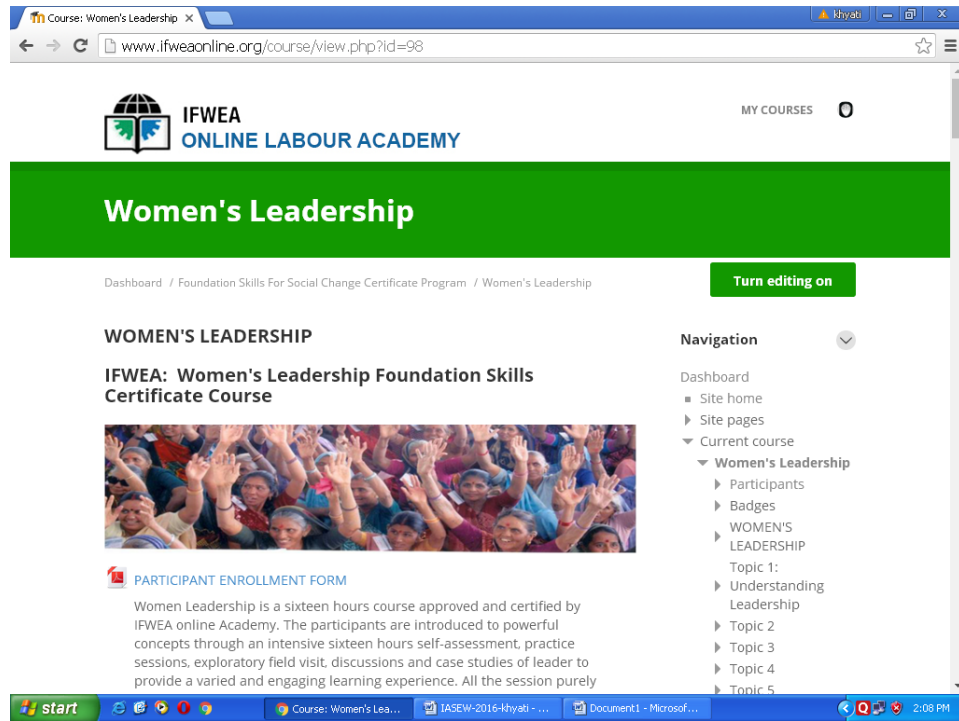 Course: Women's Leadership
khyati
www.ifweaonline.org/course/view.php?id=98
IFWEA
ONLINE LABOUR ACADEMY
MY COURSES
Women's Leadership
Dashboard / Foundation Skills For Social Change Certificate Program / Women's Leadership
Turn editing on
WOMEN'S LEADERSHIP
IFWEA: Women's Leadership Foundation Skills
Certificate Course
PARTICIPANT ENROLLMENT FORM
Women Leadership is a sixteen hours course approved and certified by
IFWEA online Academy. The participants are introduced to powerful
concepts through an intensive sixteen hours self-assessment, practice
sessions, exploratory field visit, discussions and case studies of leader to
provide a varied and engaging learning experience. All the session purely
Navigation
Dashboard
Site home
Site pages
Current course
Women's Leadership
Participants
Badges
WOMEN'S
LEADERSHIP
Topic 1:
Understanding
Leadership
Topic 2
Topic 3
Topic 4
Topic 5
start
Course: Women's Lea...
IASEW-2016-khyati - ...
Document1 - Microsof...
2:08 PM